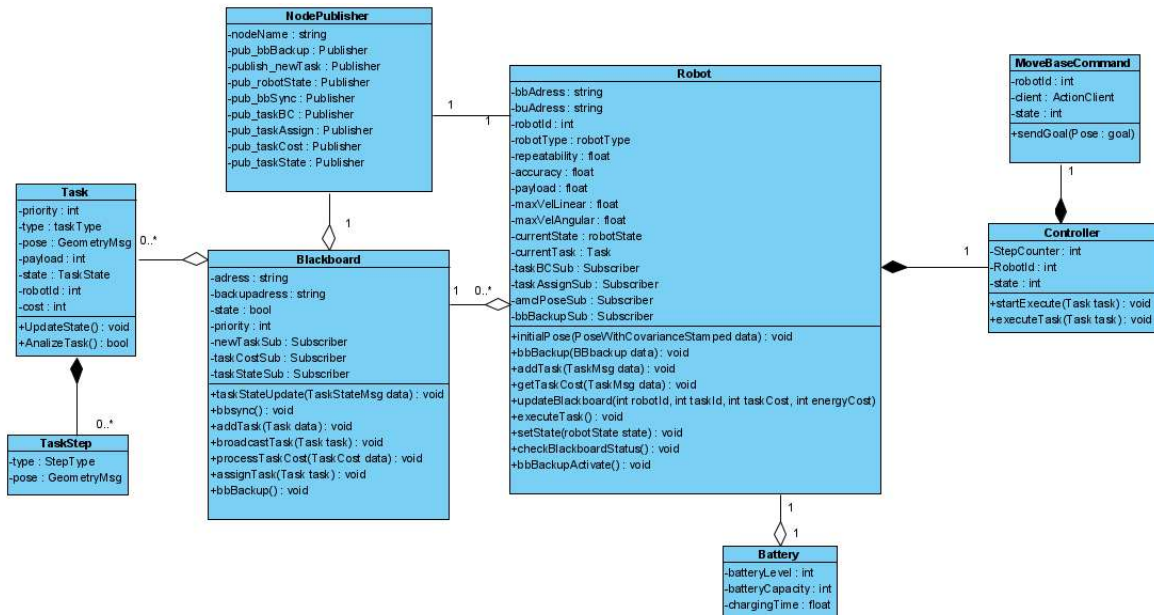 NodePublisher
-nodeName : string
-pub_bbBackup : Publisher
-publish_newTask : Publisher
-pub_robotState : Publisher
-pub_bbSync : Publisher
-pub_taskBC : Publisher
-pub_taskAssign : Publisher
-pub_taskCost : Publisher
-pub_taskState : Publisher
1
1
1
Robot
-bbAdress : string
-buAdress : string
-robotId : int
-robotType : robotType
-repeatability : float
-accuracy : float
-payload : float
-maxVelLinear : float
-maxVelAngular : float
-currentState : robotState
-currentTask : Task
-taskBCSub : Subscriber
-taskAssignSub : Subscriber
-amclPoseSub : Subscriber
-bbBackupSub : Subscriber
+initialPose(PoseWithCovarianceStamped data) : void
+bbBackup(BBbackup data) : void
+addTask(TaskMsg data) : void
+getTaskCost(TaskMsg data) : void
+updateBlackboard(int robotId, int taskId, int taskCost, int energyCost)
+executeTask() : void
+setState(robotState state) : void
+checkBlackboardStatus() : void
+bbBackupActivate() : void
MoveBaseCommand
-robotId : int
-client : ActionClient
-state : int
+sendGoal(Pose : goal)
1
Controller
-StepCounter : int
-RobotId : int
-state : int
+startExecute(Task task) : void
+executeTask(Task task) : void
1
Task
-priority : int
-type : taskType
-pose : GeometryMsg
-payload : int
-state : TaskState
-robotId : int
-cost : int
+UpdateState() : void
+AnalizeTask() : bool
0..*
0..*
TaskStep
-type : StepType
-pose : GeometryMsg
Blackboard
-adress : string
-backupadress : string
-state : bool
-priority : int
-newTaskSub : Subscriber
-taskCostSub : Subscriber
-taskStateSub : Subscriber
+taskStateUpdate(TaskStateMsg data) : void
+bbsync() : void
+addTask(Task data) : void
+broadcastTask(Task task) : void
+processTaskCost(TaskCost data) : void
+assignTask(Task task) : void
+bbBackup() : void
1
0..*
1
1
Battery
-batteryLevel : int
-batteryCapacity : int
-chargingTime : float